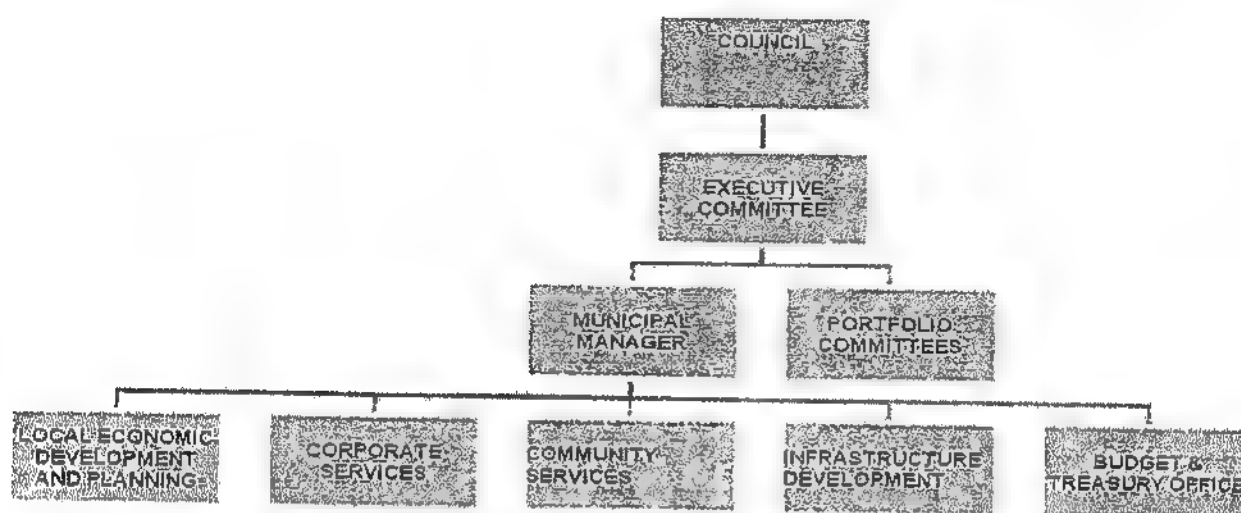 COUNCIL
EXECUTIVE
COMMITTEE
MUNICIPAL
MANAGER
PORTFOLIO
COMMITTEES
LOCAL ECONOMIC
DEVELOPMENT
AND PLANNING
CORPORATE
SERVICES
COMMUNITY
SERVICES
INFRASTRUCTURE
DEVELOPMENT
BUDGET &
TREASURY OFFICE